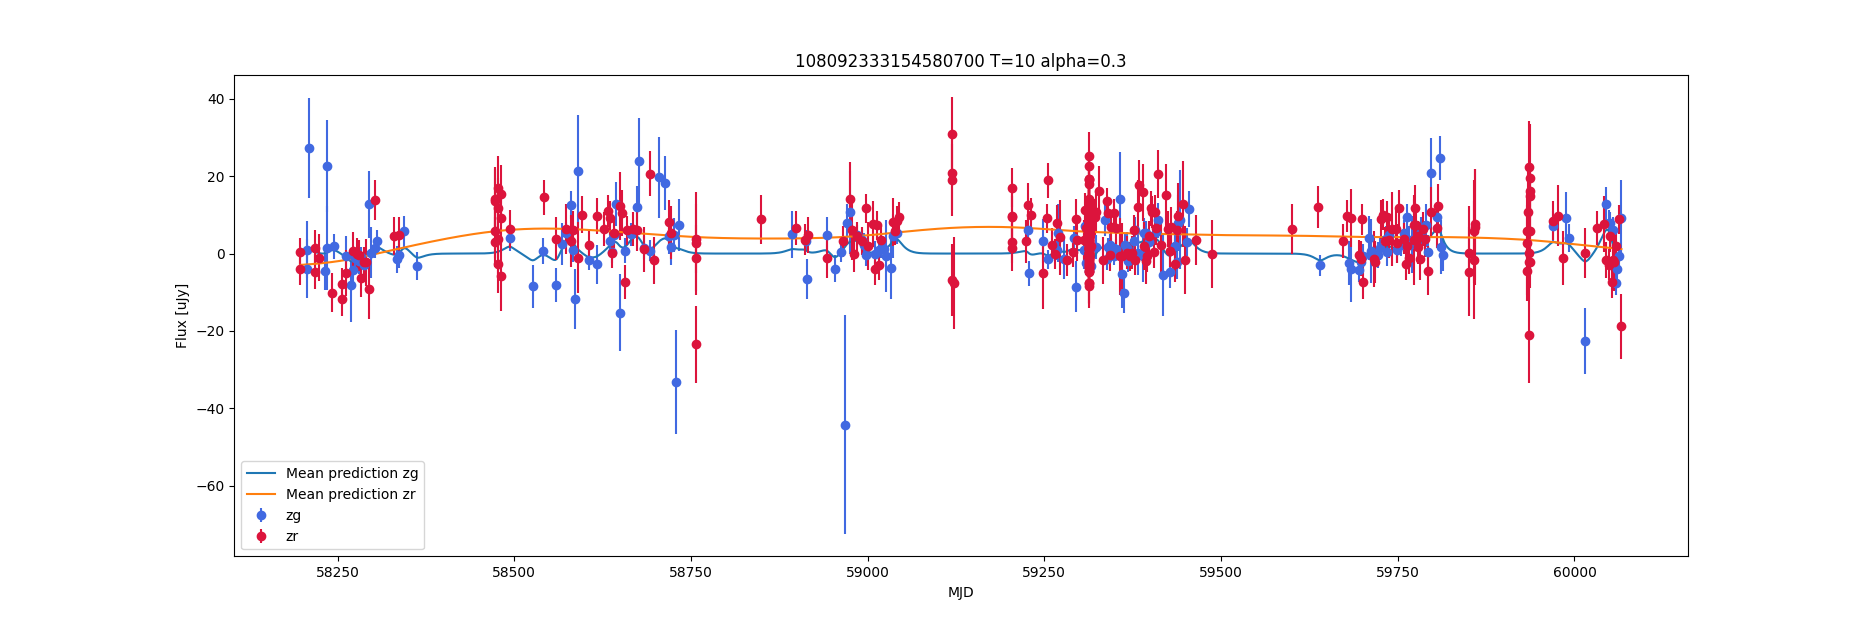 108092333154580700 T=10 alpha=0.3
40
20
0
−20
−40
−60
Flux [uJy]
Mean prediction zg
Mean prediction zr
zg
zr
58250 58500 58750 59000 59250 59500 59750 60000
MJD